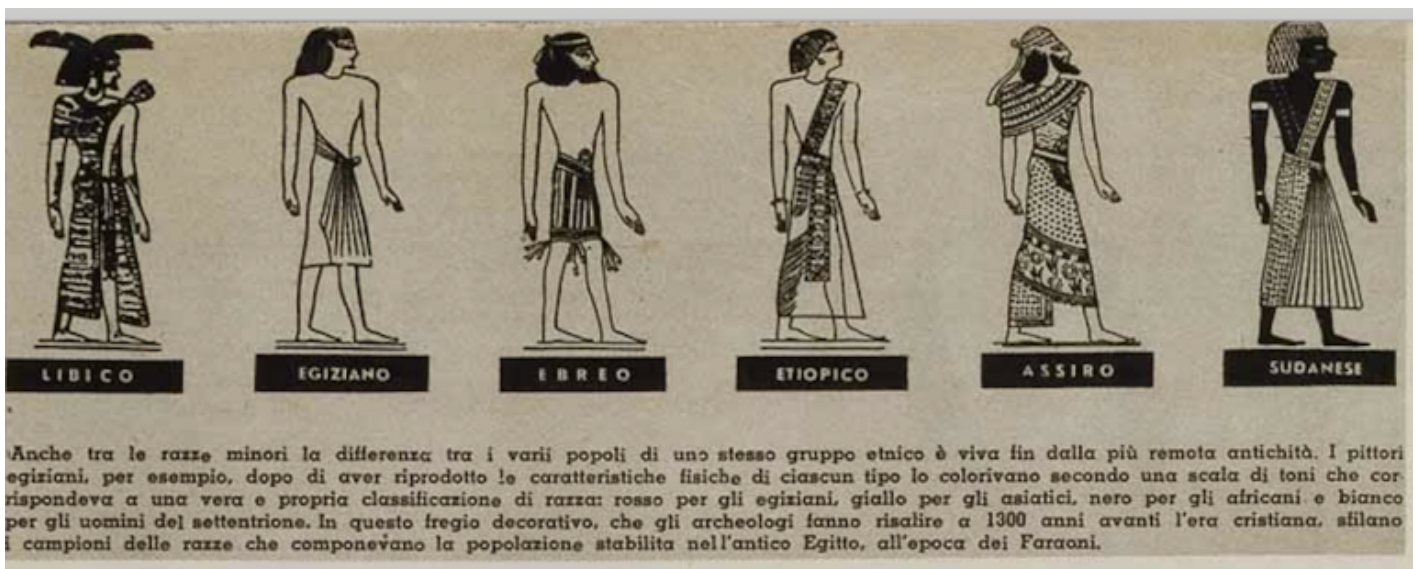 LIBICO EGIZIANO EBREO ETIOPICO ASSIRO SUDANESE
Anche tra le razze minori la differenza tra i varii popoli di uno stesso gruppo etnico è viva fin dalla più remota antichità. I pittori
egiziani, per esempio, dopo di aver riprodotto le caratteristiche fisiche di ciascun tipo lo colorivano secondo una scala di toni che cor-
rispondeva a una vera e propria classificazione di razza: rosso per gli egiziani, giallo per gli asiatici, nero per gli africani e bianco
per gli uomini del settentrione. In questo fregio decorativo, che gli archeologi fanno risalire a 1300 anni avanti l'era cristiana, sfilano
i campioni delle razze che componevano la popolazione stabilita nell'antico Egitto, all'epoca dei Faraoni.